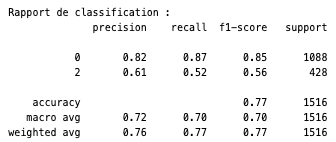 Rapport de classification :
precision recall f1-score support
0 0.82 0.87 0.85 1088
2 0.61 0.52 0.56 428
accuracy 0.77 1516
macro avg 0.72 0.70 0.70 1516
weighted avg 0.76 0.77 0.77 1516